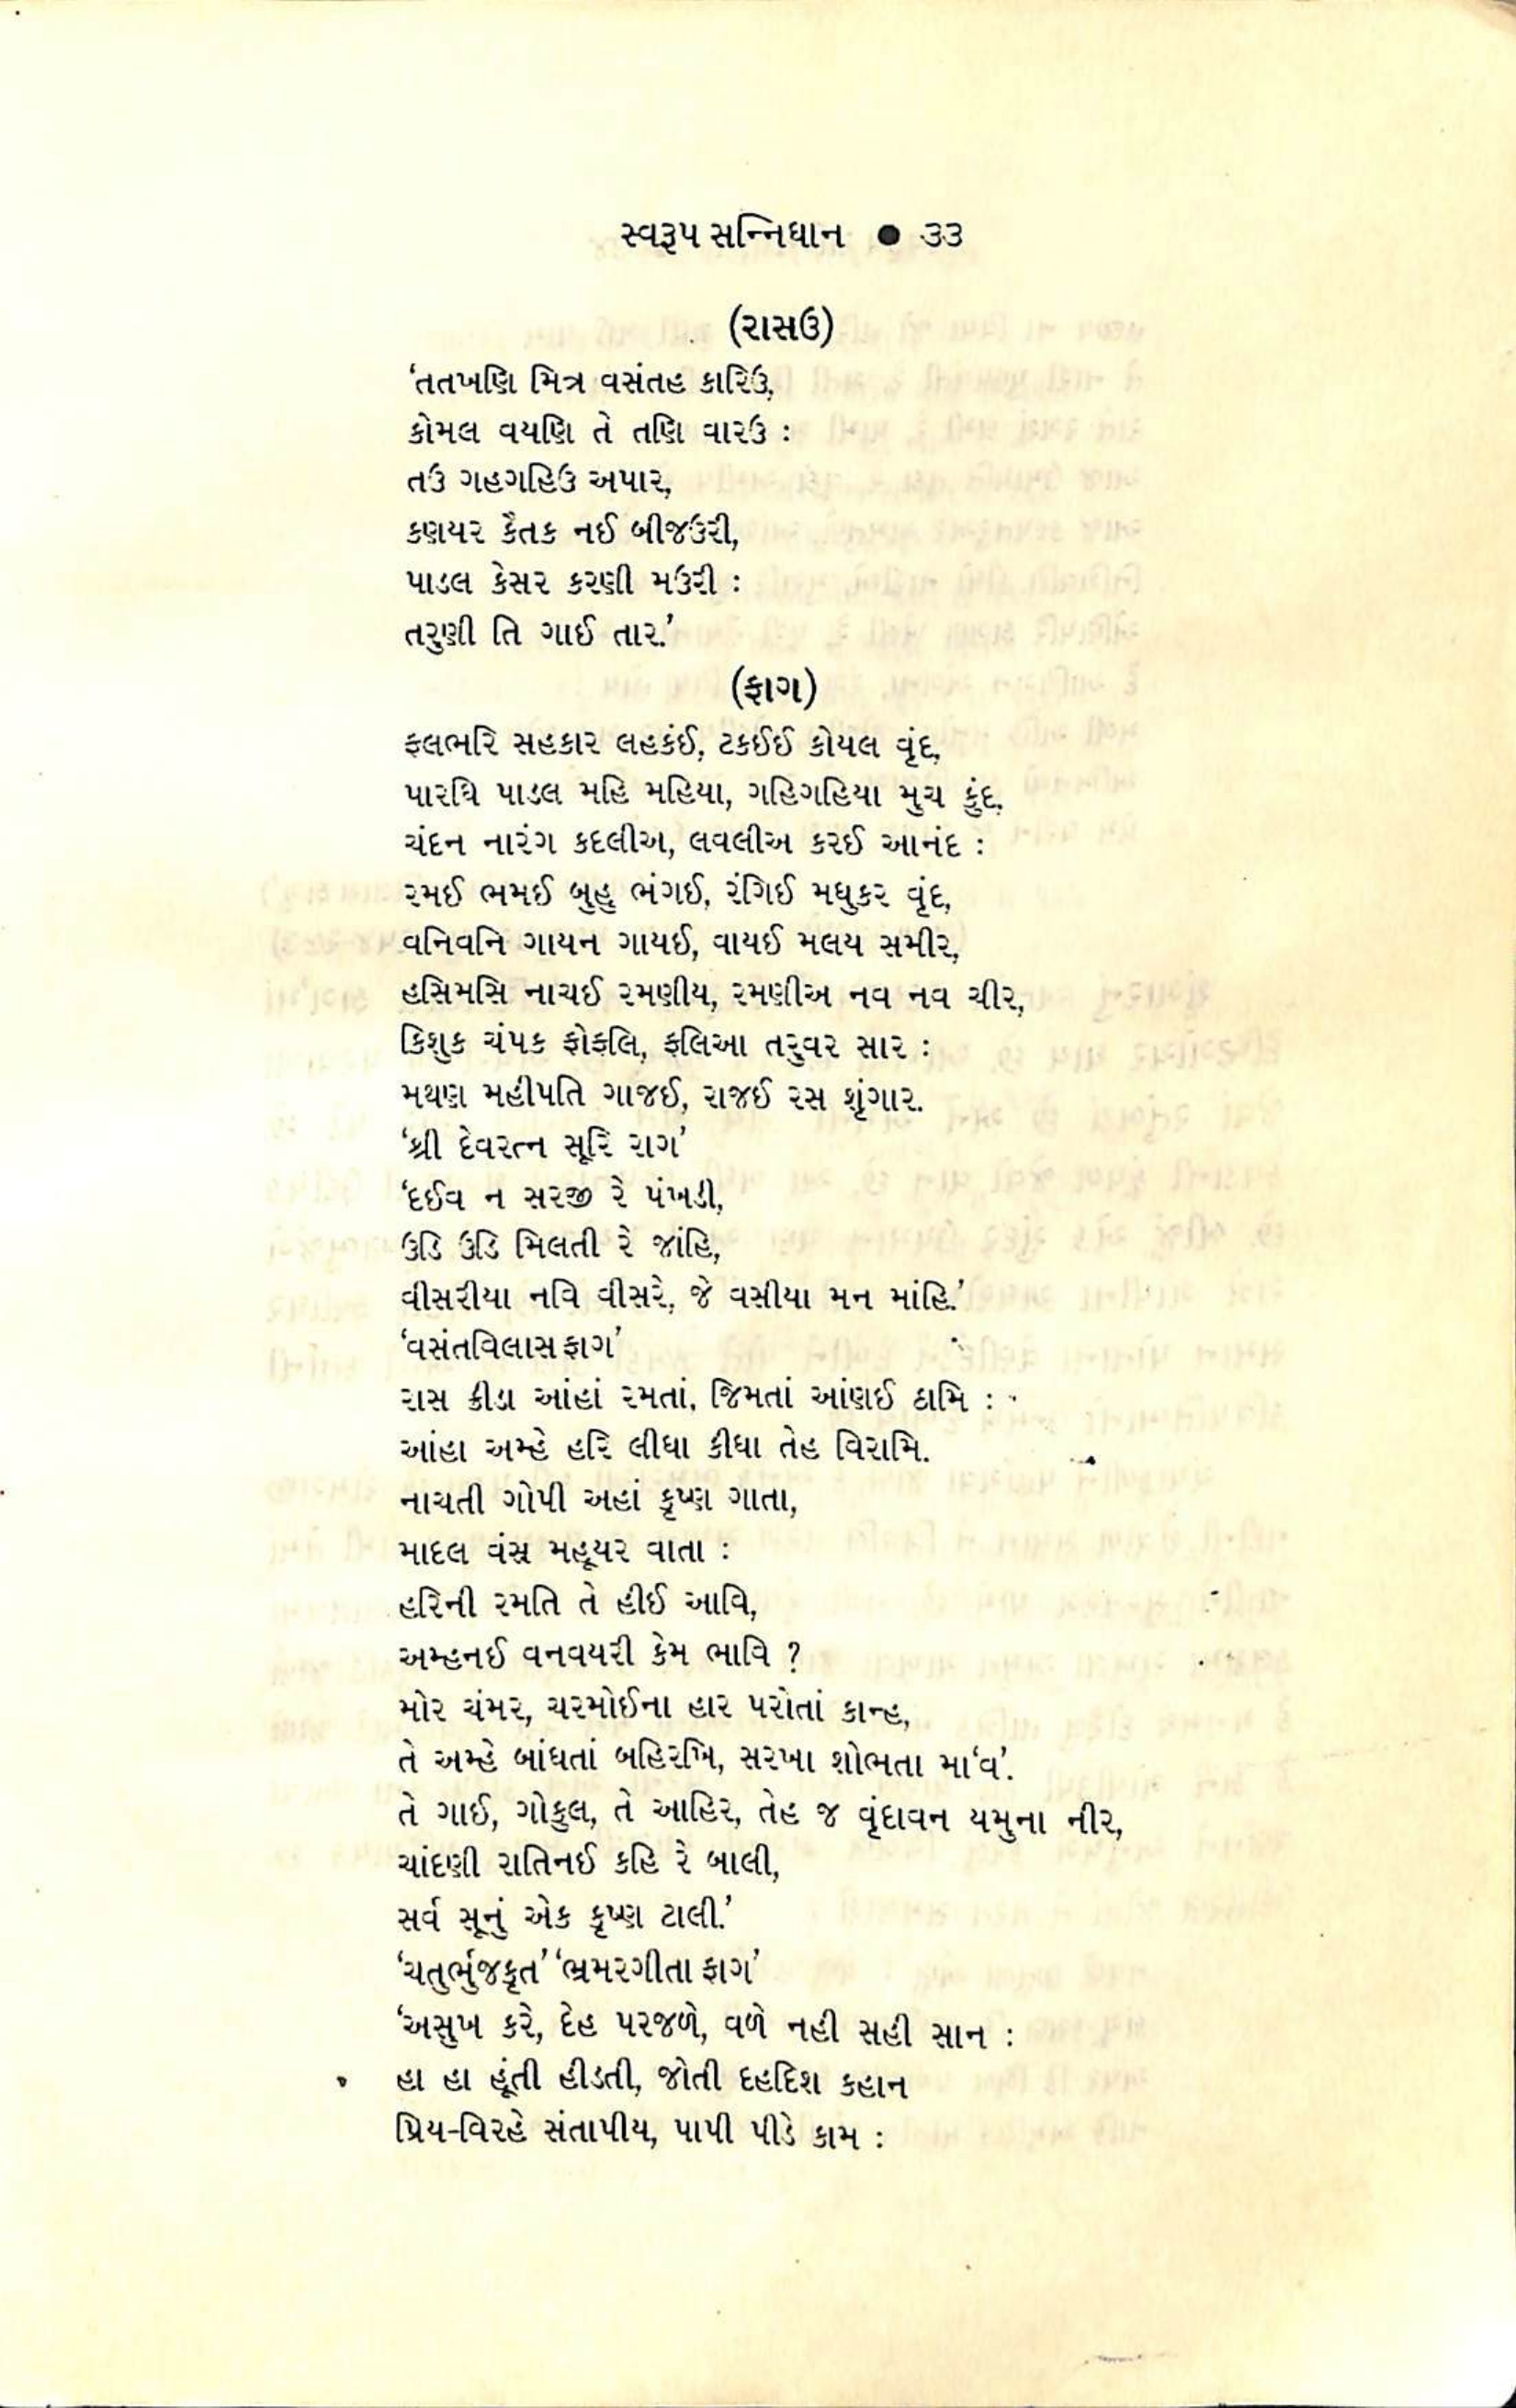 સ્વરૂપ સન્નિધાન ● ૩૩
(રાસઉ)
‘તતખણિ મિત્ર વસંતહ કારિઉ,
કોમલ વયણિ તે તણિ વારઉ :
તઉ ગહગહિઉ અપાર,
કણયર કૈતક નઈ બીજઉરી,
પાડલ કેસર કરણી મઉરી :
તરુણી તિ ગાઈ તાર.’
(ફાગ)
ફલભરિ સહકાર લહકંઈ, ટકઈઈ કોયલ વૃંદ,
પારધિ પાડલ મહિ મહિયા, ગહિગહિયા મુચ કુંદ,
ચંદન નારંગ કદલીઅ, લવલીઅ કરઈ આનંદ :
રમઈ ભમઈ બુહુ ભંગઈ, રંગિઈ મધુકર વૃંદ,
વનિવનિ ગાયન ગાયઈ, વાયઈ મલય સમીર,
હસિમસિ નાચઈ રમણીય, રમણીઅ નવ નવ ચીર,
કિશુક ચંપક ફોફલિ, ફલિઆ તરુવર સાર :
મથણ મહીપતિ ગાજઈ, રાજઈ રસ શૃંગાર.
‘શ્રી દેવરત્ન સૂરિ રાગ’
‘દઈવ ન સરજી રે પંખડી,
ઉડિ ઉડિ મિલતી રે જાંહિ,
વીસરીયા નવિ વીસરે, જે વસીયા મન માંહિ.’
‘વસંતવિલાસ ફાગ’
રાસ ક્રીડા આંહાં રમતાં, જિમતાં આંણઈ ઠામિ :
આંહા અમ્હે હરિ લીધા કીધા તેહ વિરામિ.
નાચતી ગોપી અહાં કૃષ્ણ ગાતા,
માદલ વંસ મહૂયર વાતા :
હરિની રમતિ તે હીઈ આવિ,
અમ્હનઈ વનવયરી કેમ ભાવિ ?
મોર ચંમર, ચરમોઈના હાર પરોતાં કાન્હ,
તે અમ્હે બાંધતાં બહિરખિ, સરખા શોભતા મા‘વ’.
તે ગાઈ, ગોકુલ, તે આહિર, તેહ જ વૃંદાવન યમુના નીર,
ચાંદણી રાતિનઈ કહિ રે બાલી,
સર્વ સૂનું એક કૃષ્ણ ટાલી.’
‘ચતુર્ભુજકૃત’ ‘ભ્રમરગીતા ફાગ’
‘અસુખ કરે, દેહ પરજળે, વળે નહી સહી સાન :
હા હા હૂંતી હીડતી, જોતી દહદિશ કહાન
પ્રિય-વિરહે સંતાપીય, પાપી પીડે કામ :